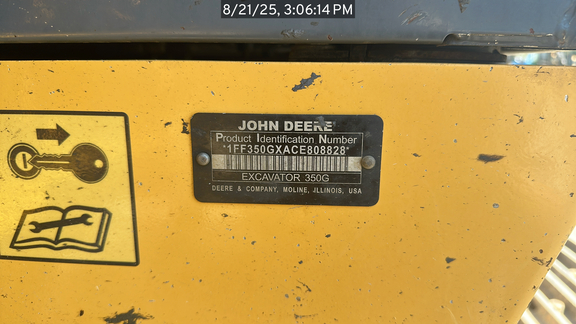 8/21/25, 3:06:14 PM
JOHN DEERE
Product Identification Number
*1FF350GXACE808828*
EXCAVATOR 350G
DEERE & COMPANY, MOLINE, ILLINOIS, USA